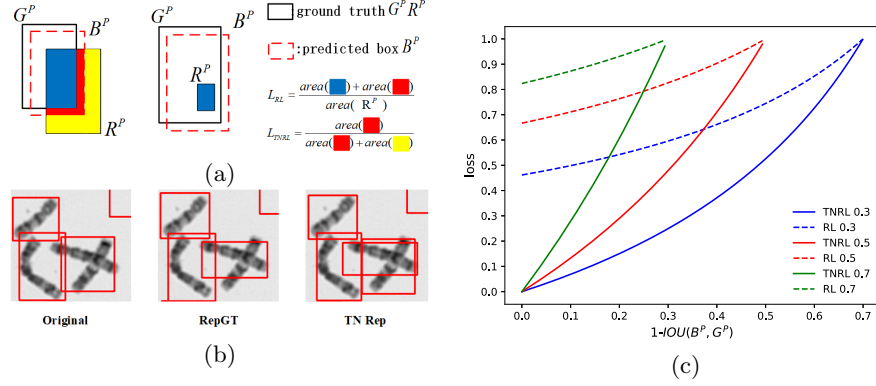 G^P
B^P
R^P
G^P
B^P
R^P
:ground truth G^P R^P
:predicted box B^P
L_RL = area( ) + area( ) / area( R^P )
L_TNRL = area( ) / area( ) + area( )
(a)
Original
RepGT
TN Rep
(b)
1.0
0.9
0.8
0.7
0.6
0.5
0.4
0.3
0.2
0.1
0.0
loss
0.0 0.1 0.2 0.3 0.4 0.5 0.6 0.7
1-IOU(B^P, G^P)
TNRL 0.3
RL 0.3
TNRL 0.5
RL 0.5
TNRL 0.7
RL 0.7
(c)